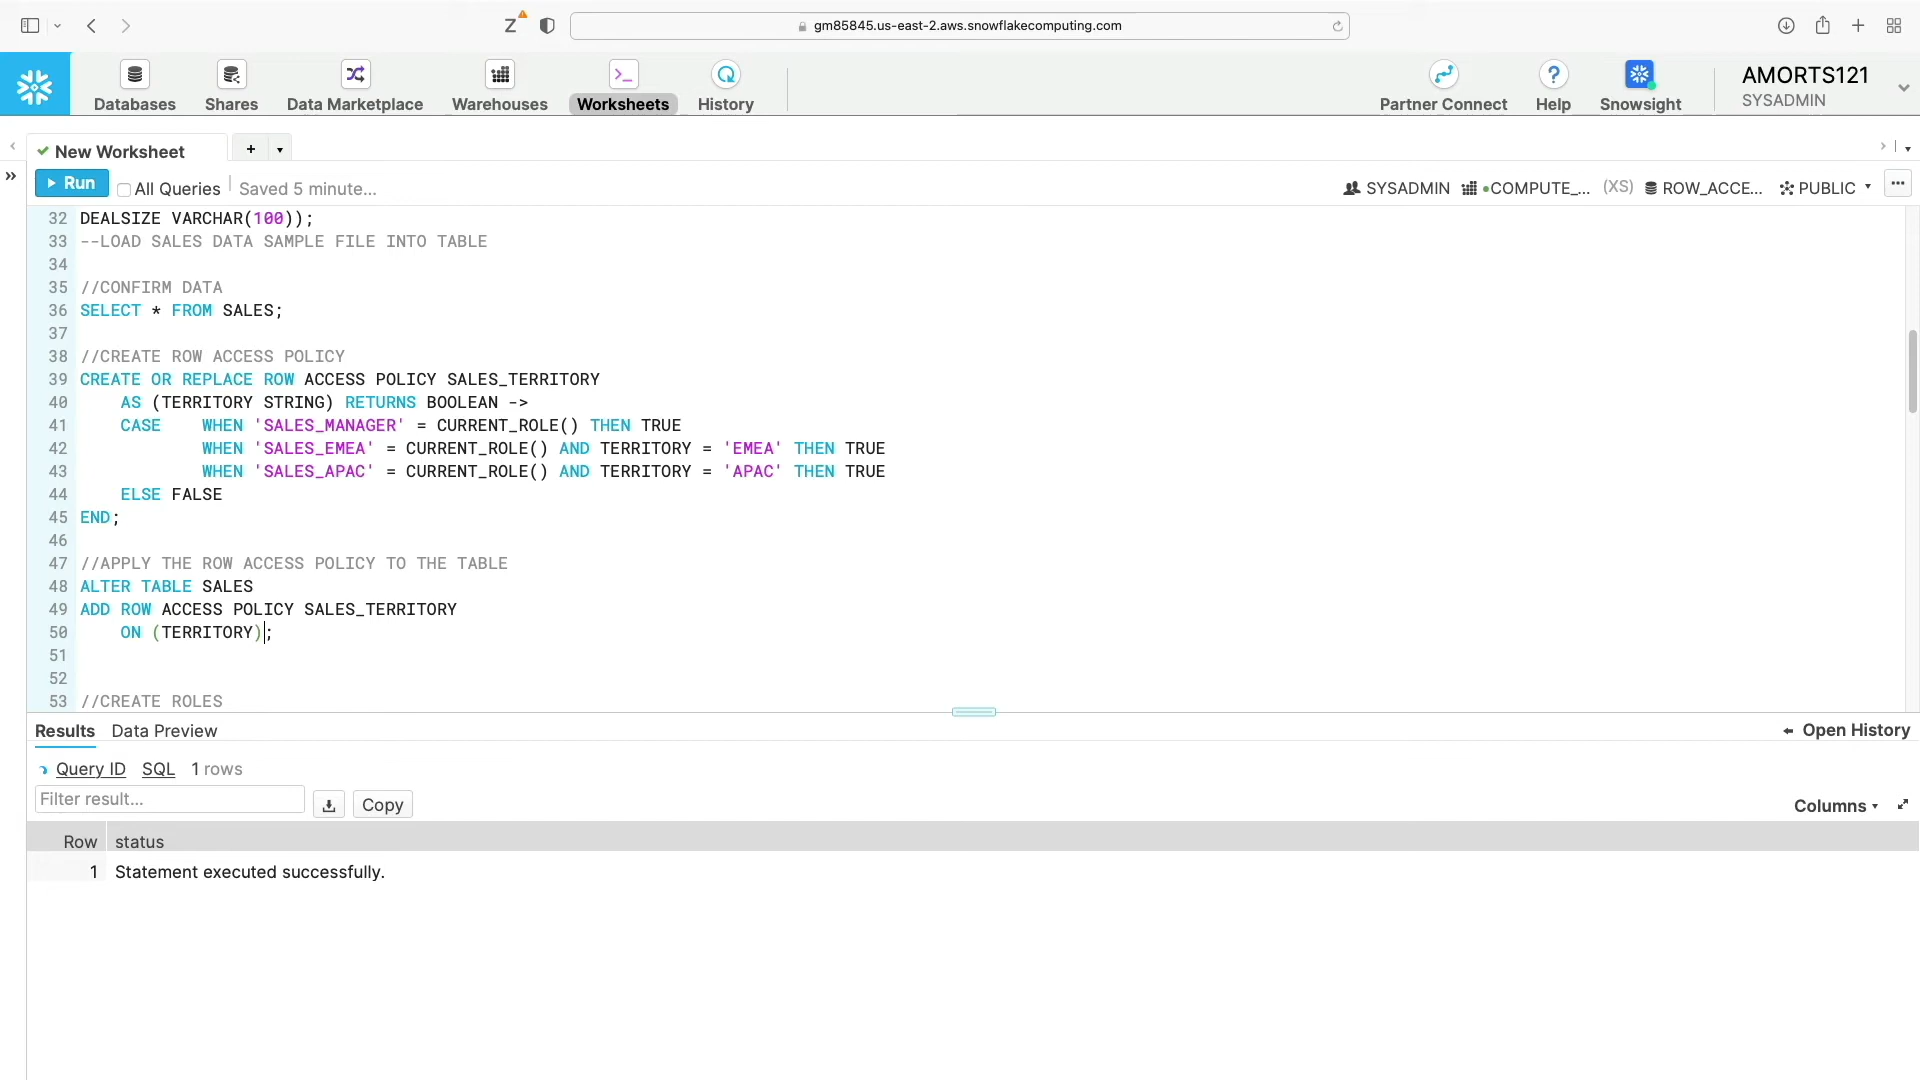 Z
gm85845.us-east-2.aws.snowflakecomputing.com
Databases
Shares
Data Marketplace
Warehouses
Worksheets
History
Partner Connect
Help
Snowsight
AMORTS121
SYSADMIN
New Worksheet
Run
All Queries
Saved 5 minute...
SYSADMIN
COMPUTE_...
(XS)
ROW_ACCE...
PUBLIC
32 DEALSIZE VARCHAR(100));
33 --LOAD SALES DATA SAMPLE FILE INTO TABLE
34
35 //CONFIRM DATA
36 SELECT * FROM SALES;
37
38 //CREATE ROW ACCESS POLICY
39 CREATE OR REPLACE ROW ACCESS POLICY SALES_TERRITORY
40 AS (TERRITORY STRING) RETURNS BOOLEAN ->
41 CASE WHEN 'SALES_MANAGER' = CURRENT_ROLE() THEN TRUE
42 WHEN 'SALES_EMEA' = CURRENT_ROLE() AND TERRITORY = 'EMEA' THEN TRUE
43 WHEN 'SALES_APAC' = CURRENT_ROLE() AND TERRITORY = 'APAC' THEN TRUE
44 ELSE FALSE
45 END;
46
47 //APPLY THE ROW ACCESS POLICY TO THE TABLE
48 ALTER TABLE SALES
49 ADD ROW ACCESS POLICY SALES_TERRITORY
50 ON (TERRITORY);
51
52
53 //CREATE ROLES
Results
Data Preview
Open History
Query ID
SQL
1 rows
Filter result...
Copy
Columns
Row status
1 Statement executed successfully.